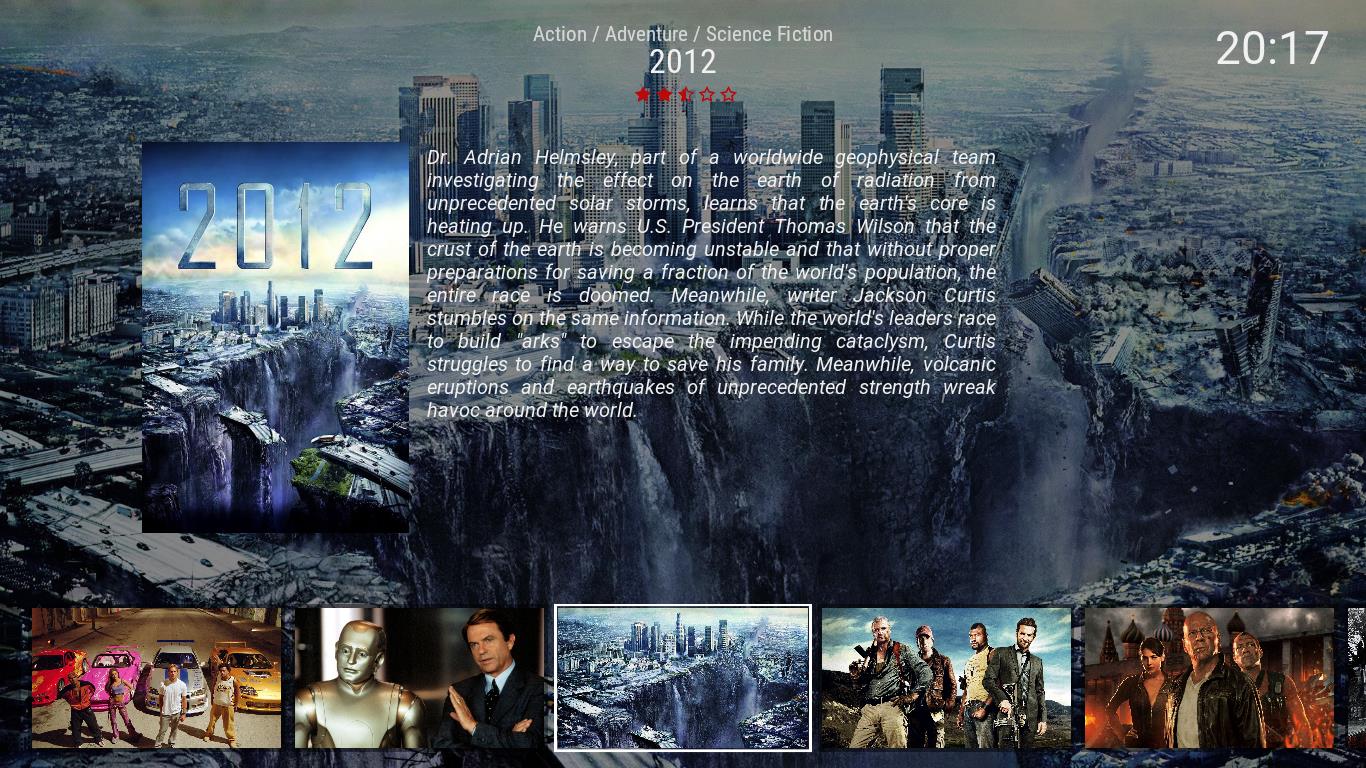 Action / Adventure / Science Fiction
2012
20:17
2012
Dr. Adrian Helmsley, part of a worldwide geophysical team
investigating the effect on the earth of radiation from
unprecedented solar storms, learns that the earth's core is
heating up. He warns U.S. President Thomas Wilson that the
crust of the earth is becoming unstable and that without proper
preparations for saving a fraction of the world's population, the
entire race is doomed. Meanwhile, writer Jackson Curtis
stumbles on the same information. While the world's leaders race
to build "arks" to escape the impending cataclysm, Curtis
struggles to find a way to save his family. Meanwhile, volcanic
eruptions and earthquakes of unprecedented strength wreak
havoc around the world.